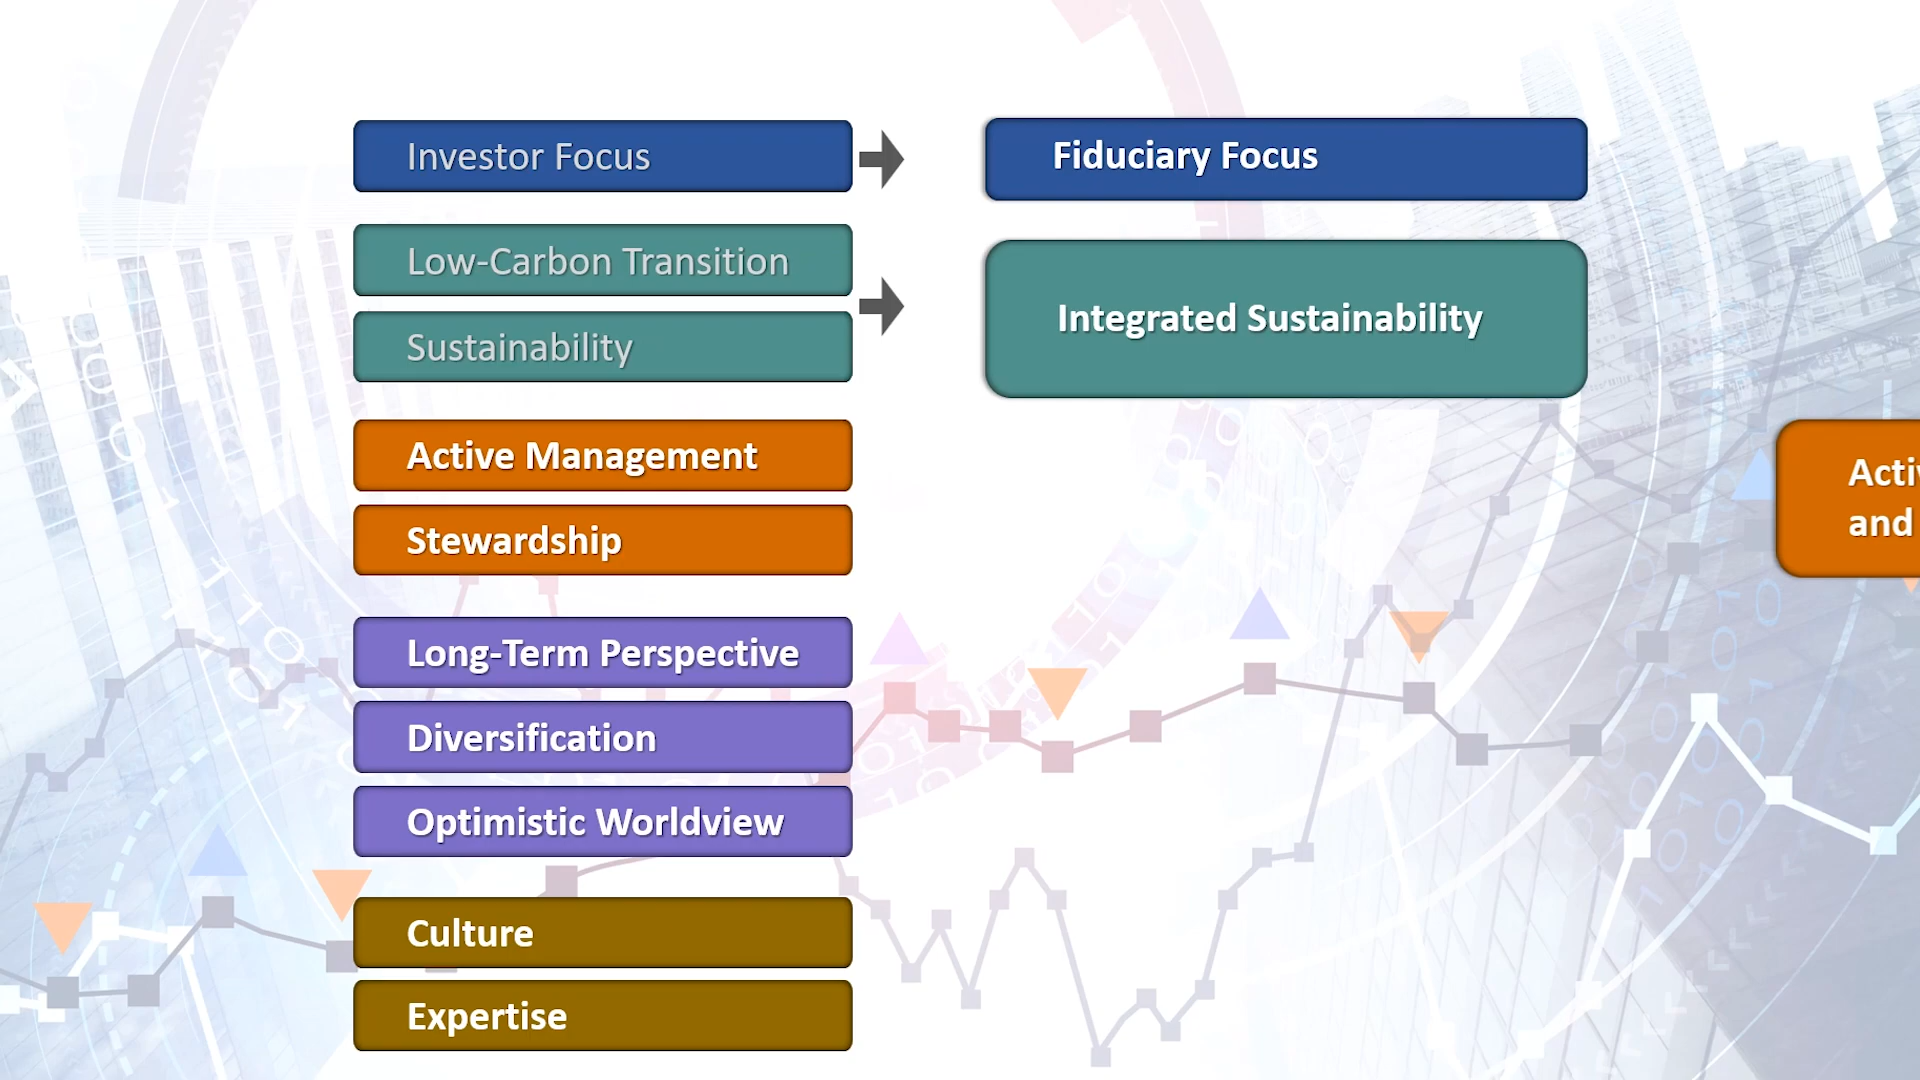 Investor Focus
Fiduciary Focus
Low-Carbon Transition
Sustainability
Integrated Sustainability
Active Management
Stewardship
and
Long-Term Perspective
Diversification
Optimistic Worldview
Culture
Expertise